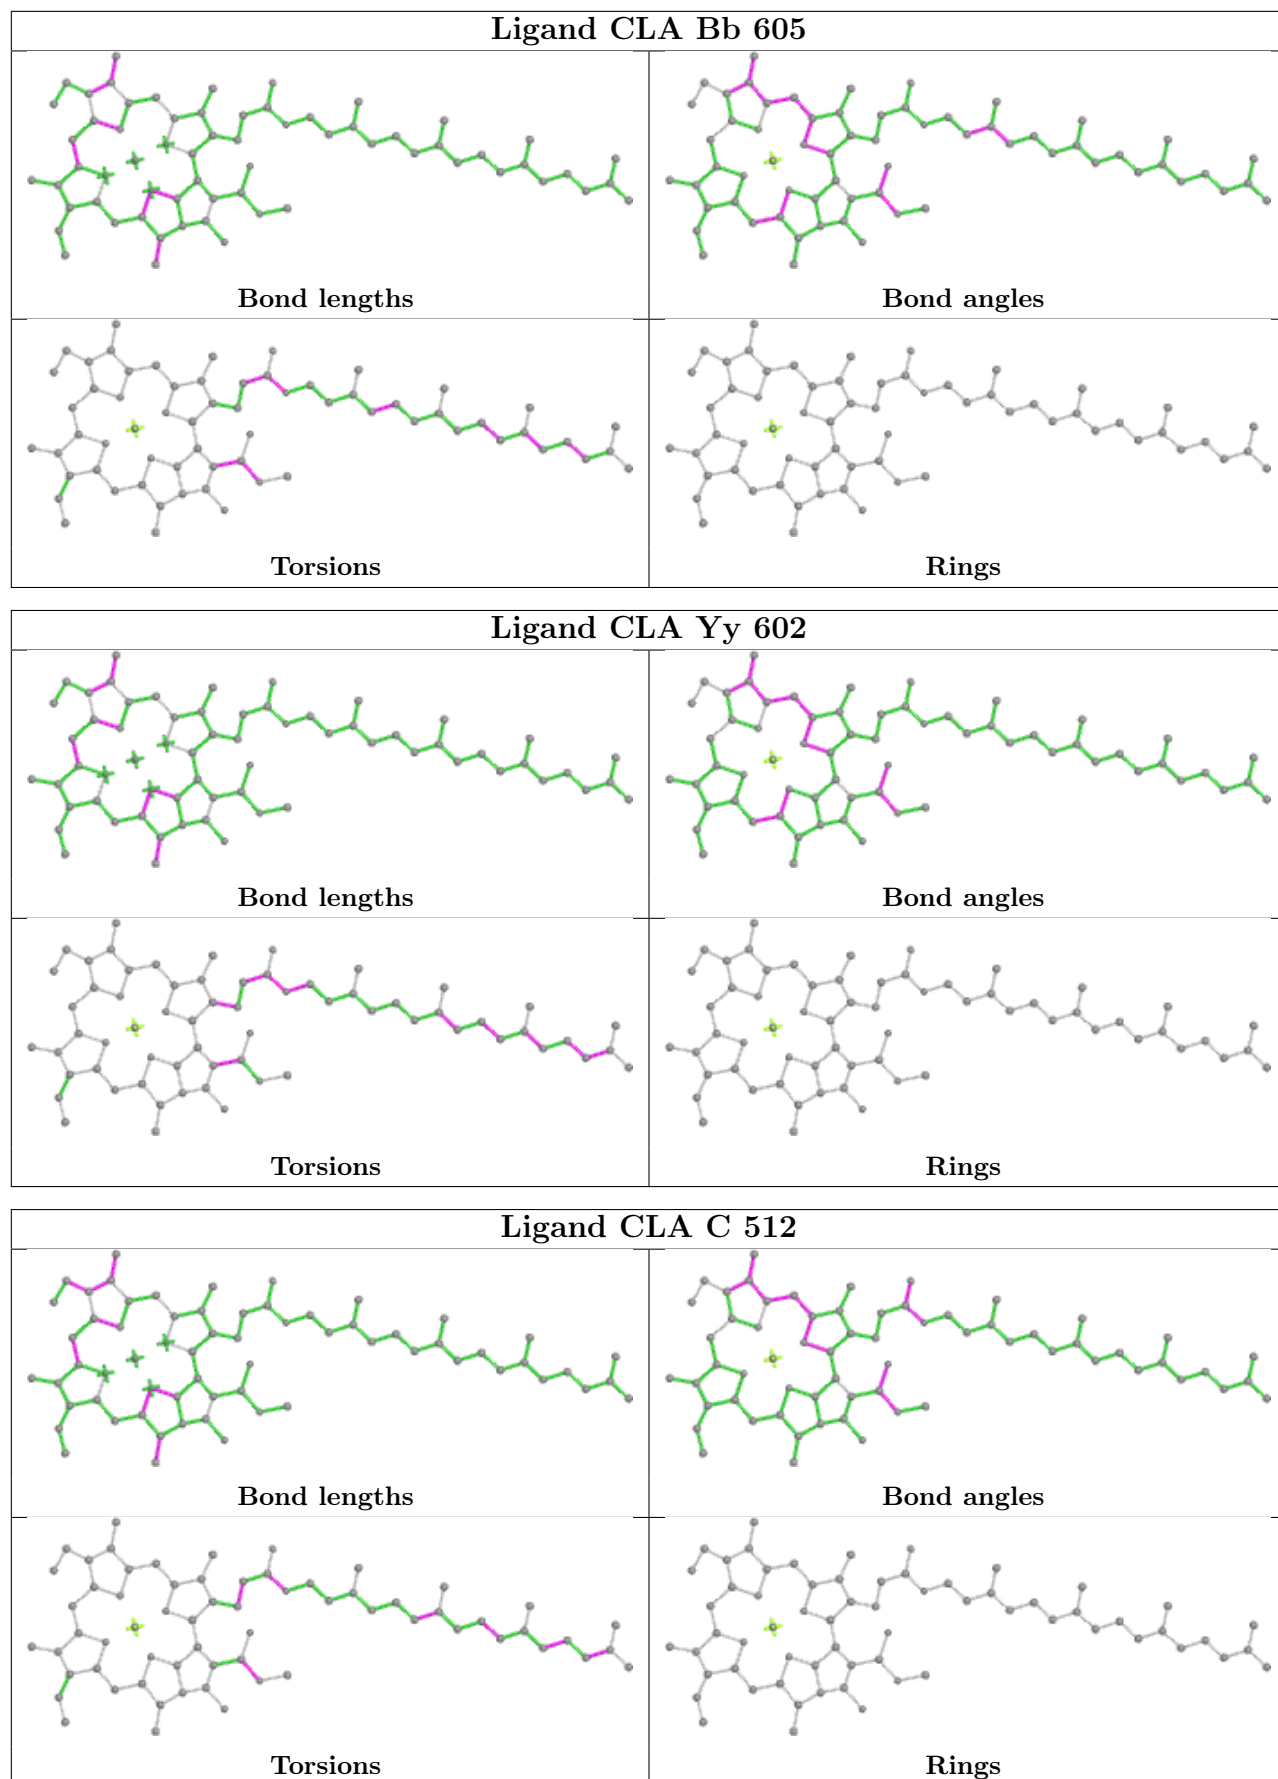 Ligand CLA Bb 605
Bond lengths
Bond angles
Torsions
Rings
Ligand CLA Yy 602
Bond lengths
Bond angles
Torsions
Rings
Ligand CLA C 512
Bond lengths
Bond angles
Torsions
Rings